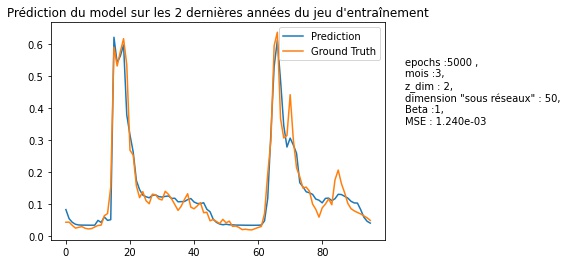 Prédiction du model sur les 2 dernières années du jeu d'entraînement
Prediction
Ground Truth
epochs :5000 ,
mois :3,
z_dim : 2,
dimension "sous réseaux" : 50,
Beta :1,
MSE : 1.240e-03
0.6
0.5
0.4
0.3
0.2
0.1
0.0
0 20 40 60 80